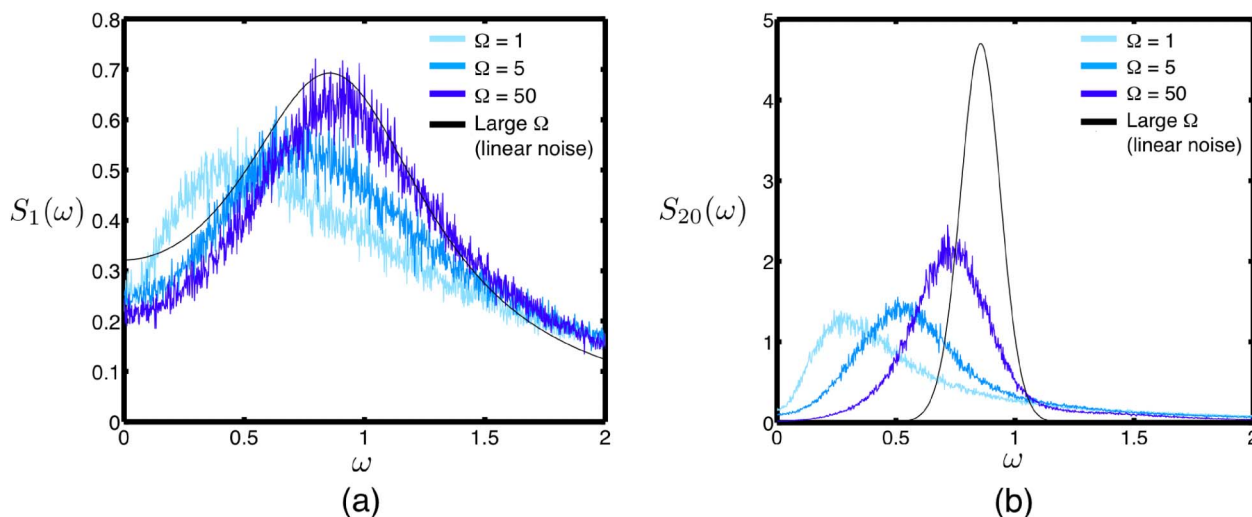 0.8
0.7
0.6
0.5
0.4
0.3
0.2
0.1
0
S₁(ω)
Ω = 1
Ω = 5
Ω = 50
Large Ω
(linear noise)
0 0.5 1 1.5 2
ω
(a)
5
4
3
2
1
0
S₂₀(ω)
Ω = 1
Ω = 5
Ω = 50
Large Ω
(linear noise)
0 0.5 1 1.5 2
ω
(b)